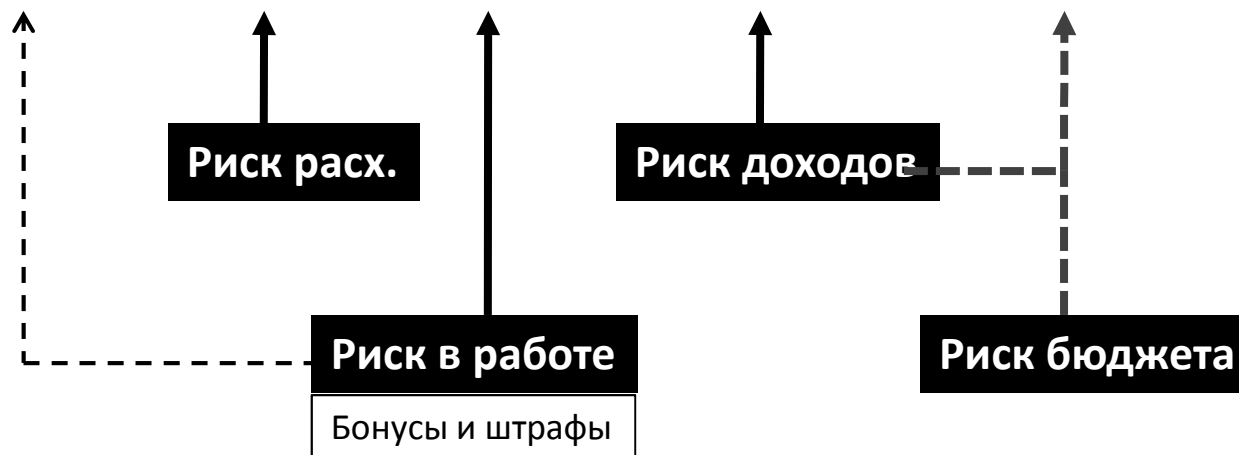 Риск расх.
Риск доходов
Риск в работе
Риск бюджета
Бонусы и штрафы